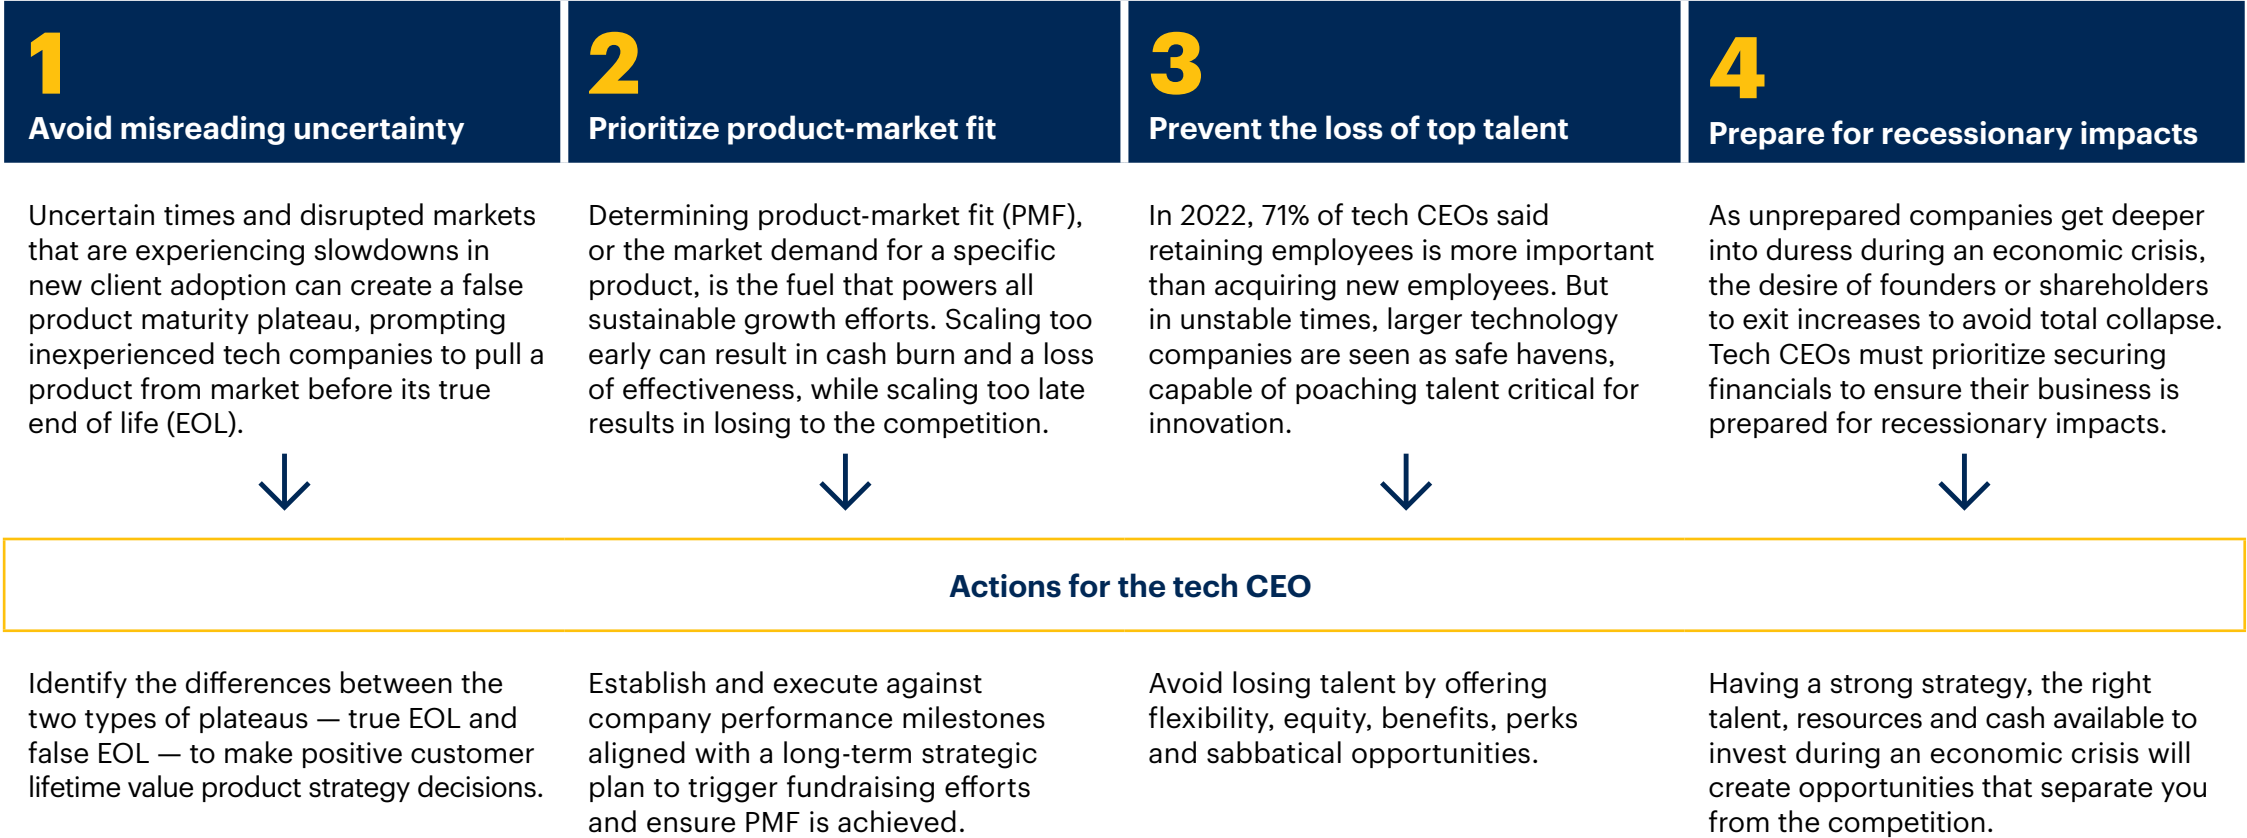 1
Avoid misreading uncertainty
Uncertain times and disrupted markets
that are experiencing slowdowns in
new client adoption can create a false
product maturity plateau, prompting
inexperienced tech companies to pull a
product from market before its true
end of life (EOL).
2
Prioritize product-market fit
Determining product-market fit (PMF),
or the market demand for a specific
product, is the fuel that powers all
sustainable growth efforts. Scaling too
early can result in cash burn and a loss
of effectiveness, while scaling too late
results in losing to the competition.
3
Prevent the loss of top talent
In 2022, 71% of tech CEOs said
retaining employees is more important
than acquiring new employees. But
in unstable times, larger technology
companies are seen as safe havens,
capable of poaching talent critical for
innovation.
4
Prepare for recessionary impacts
As unprepared companies get deeper
into duress during an economic crisis,
the desire of founders or shareholders
to exit increases to avoid total collapse.
Tech CEOs must prioritize securing
financials to ensure their business is
prepared for recessionary impacts.
Actions for the tech CEO
Identify the differences between the
two types of plateaus — true EOL and
false EOL — to make positive customer
lifetime value product strategy decisions.
Establish and execute against
company performance milestones
aligned with a long-term strategic
plan to trigger fundraising efforts
and ensure PMF is achieved.
Avoid losing talent by offering
flexibility, equity, benefits, perks
and sabbatical opportunities.
Having a strong strategy, the right
talent, resources and cash available to
invest during an economic crisis will
create opportunities that separate you
from the competition.